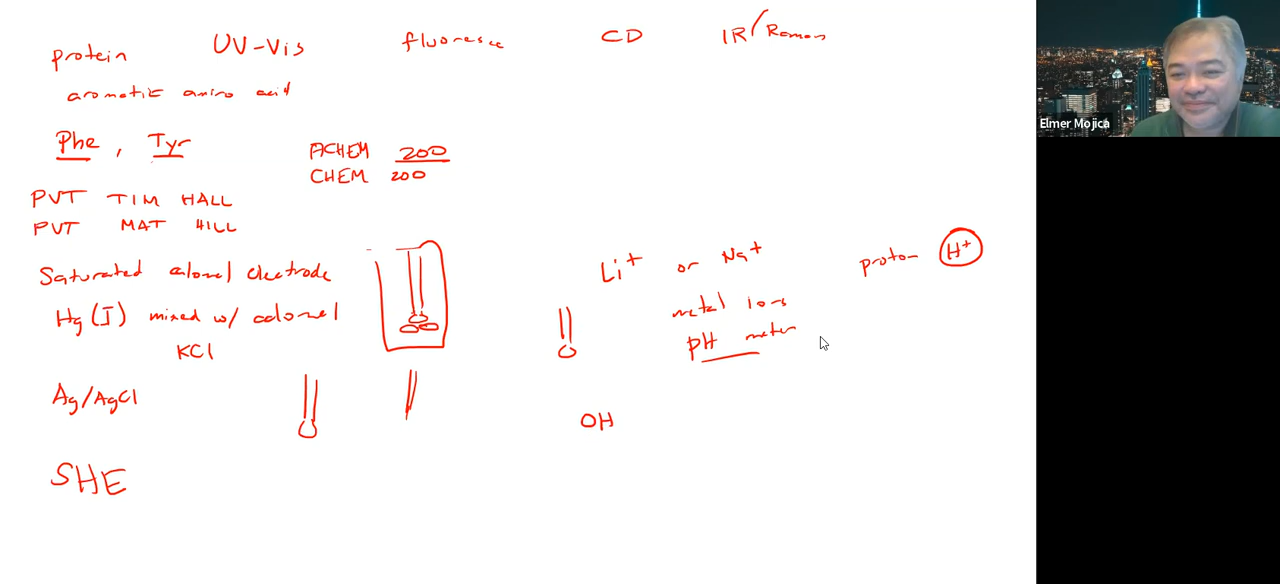 protein UV-Vis fluoresce CD IR/Raman
aromatic amino acid
Phe, Tyr
ACHEM 200
CHEM 200
PVT TIM HALL
PVT MAT HILL
Saturated calomel electrode
Hg(I) mixed w/ calomel
KCl
Ag/AgCl
SHE
Li+ or Na+
metal ions
pH meter
proton H+
OH
Elmer Mojica